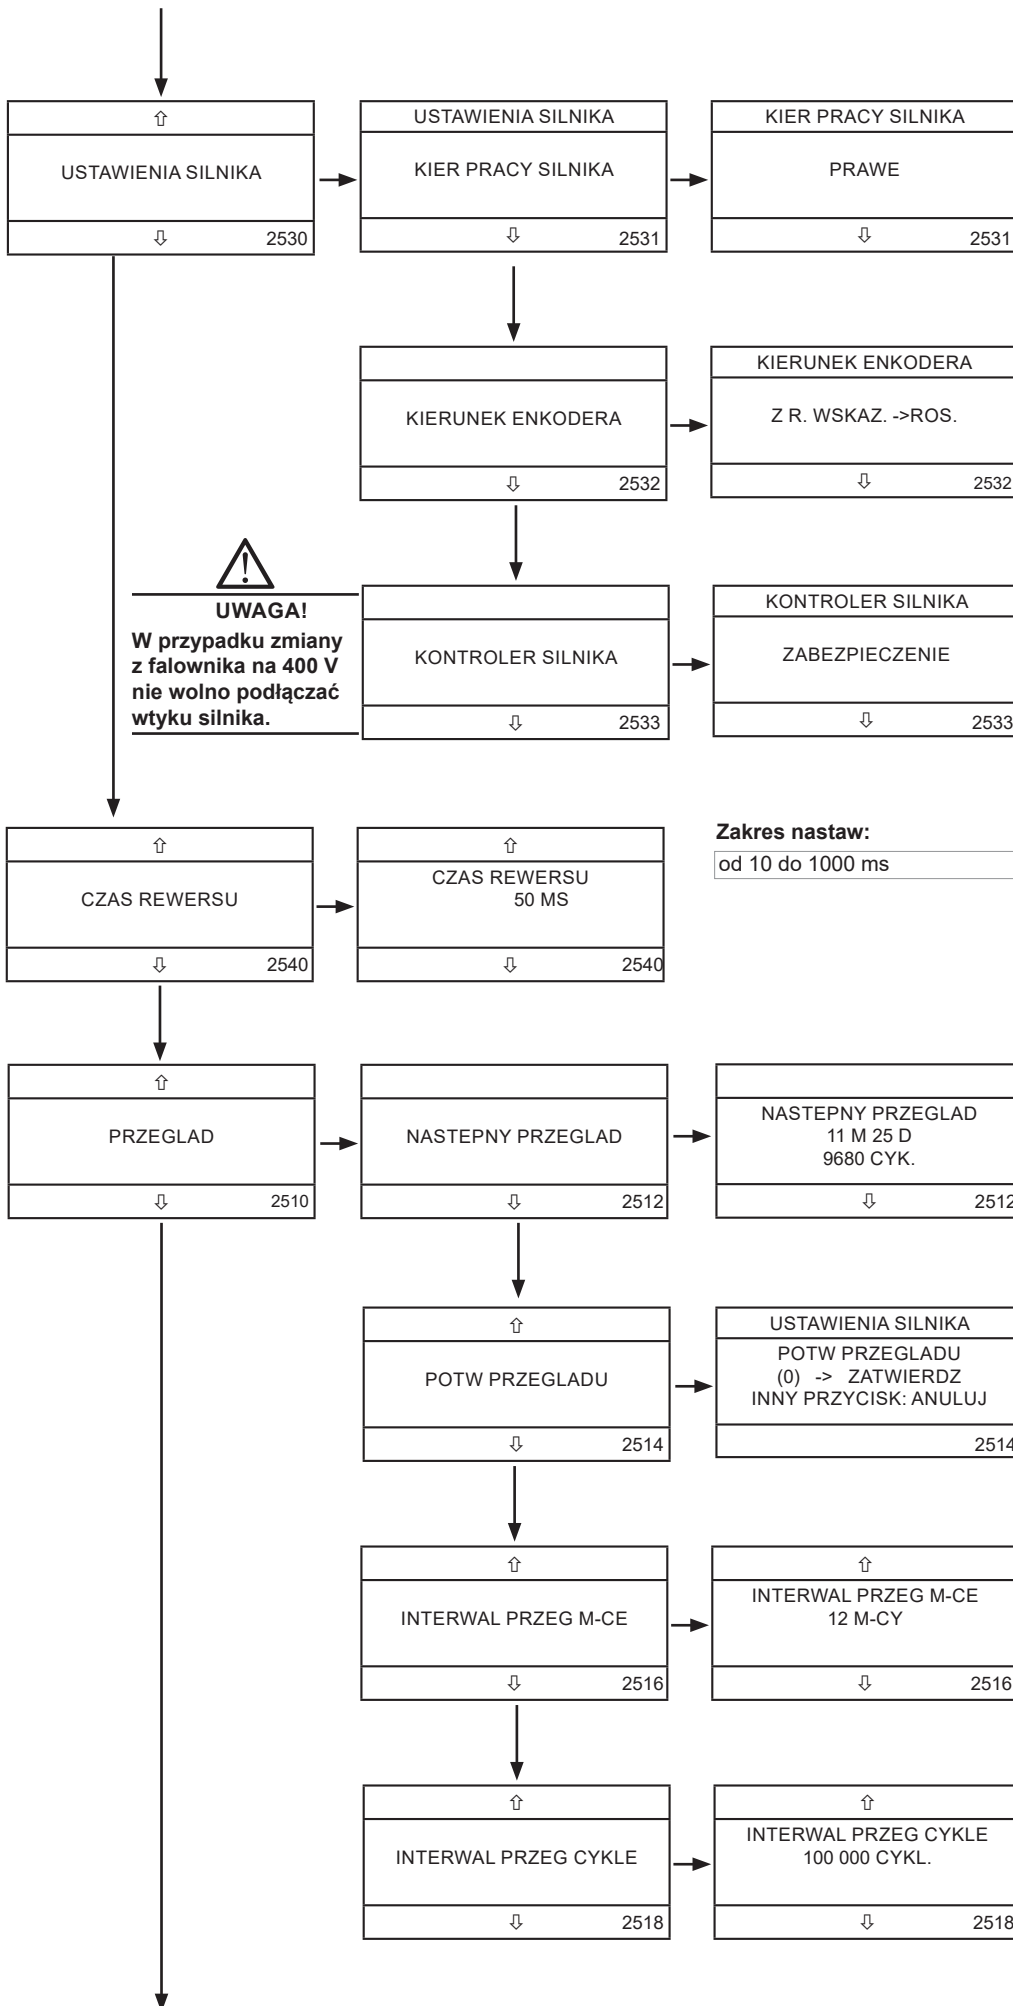 ⇧
USTAWIENIA SILNIKA
⇩ 2530
USTAWIENIA SILNIKA
KIER PRACY SILNIKA
⇩ 2531
KIER PRACY SILNIKA
PRAWE
⇩ 2531
KIERUNEK ENKODERA
⇩ 2532
KIERUNEK ENKODERA
Z R. WSKAZ. ->ROS.
⇩ 2532
UWAGA!
W przypadku zmiany
z falownika na 400 V
nie wolno podłączać
wtyku silnika.
KONTROLER SILNIKA
⇩ 2533
KONTROLER SILNIKA
ZABEZPIECZENIE
⇩ 2533
⇧
CZAS REWERSU
⇩ 2540
⇧
CZAS REWERSU
50 MS
⇩ 2540
Zakres nastaw:
od 10 do 1000 ms
⇧
PRZEGLAD
⇩ 2510
NASTEPNY PRZEGLAD
⇩ 2512
NASTEPNY PRZEGLAD
11 M 25 D
9680 CYK.
⇩ 2512
⇧
POTW PRZEGLADU
⇩ 2514
USTAWIENIA SILNIKA
POTW PRZEGLADU
(0) -> ZATWIERDZ
INNY PRZYCISK: ANULUJ
2514
⇧
INTERWAL PRZEG M-CE
⇩ 2516
⇧
INTERWAL PRZEG M-CE
12 M-CY
⇩ 2516
⇧
INTERWAL PRZEG CYKLE
⇩ 2518
⇧
INTERWAL PRZEG CYKLE
100 000 CYKL.
⇩ 2518